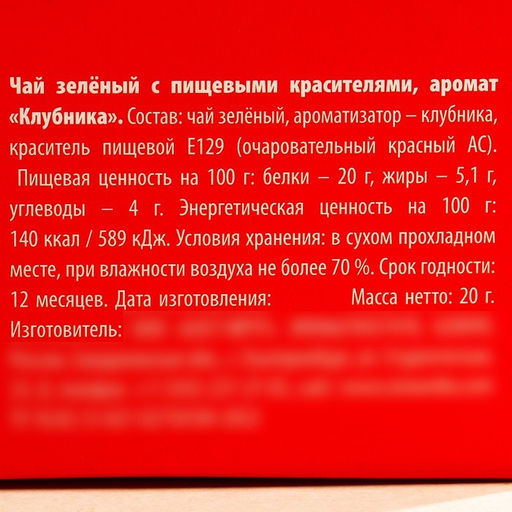 Чай зелёный с пищевыми красителями, аромат
«Клубника». Состав: чай зелёный, ароматизатор – клубника,
краситель пищевой Е129 (очаровательный красный АС).
Пищевая ценность на 100 г: белки – 20 г, жиры – 5,1 г,
углеводы – 4 г. Энергетическая ценность на 100 г:
140 ккал / 589 кДж. Условия хранения: в сухом прохладном
месте, при влажности воздуха не более 70 %. Срок годности:
12 месяцев. Дата изготовления: Масса нетто: 20 г.
Изготовитель: